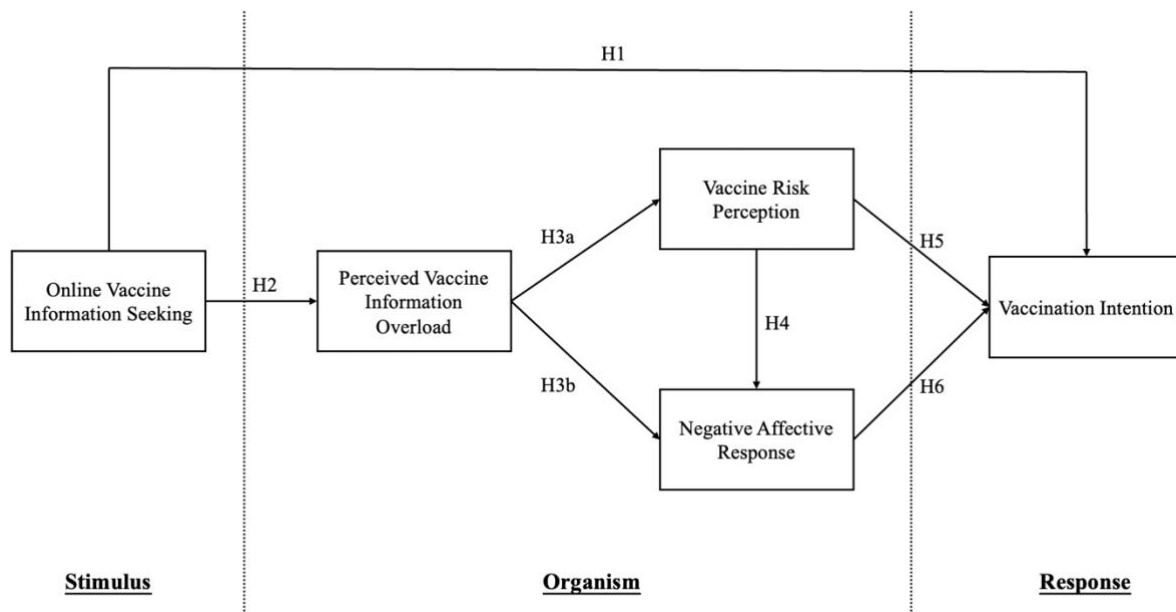 H1
Vaccine Risk
Perception
H3a
H5
Online Vaccine
Information Seeking
H2
Perceived Vaccine
Information
Overload
H4
Vaccination Intention
H3b
H6
Negative Affective
Response
Stimulus
Organism
Response